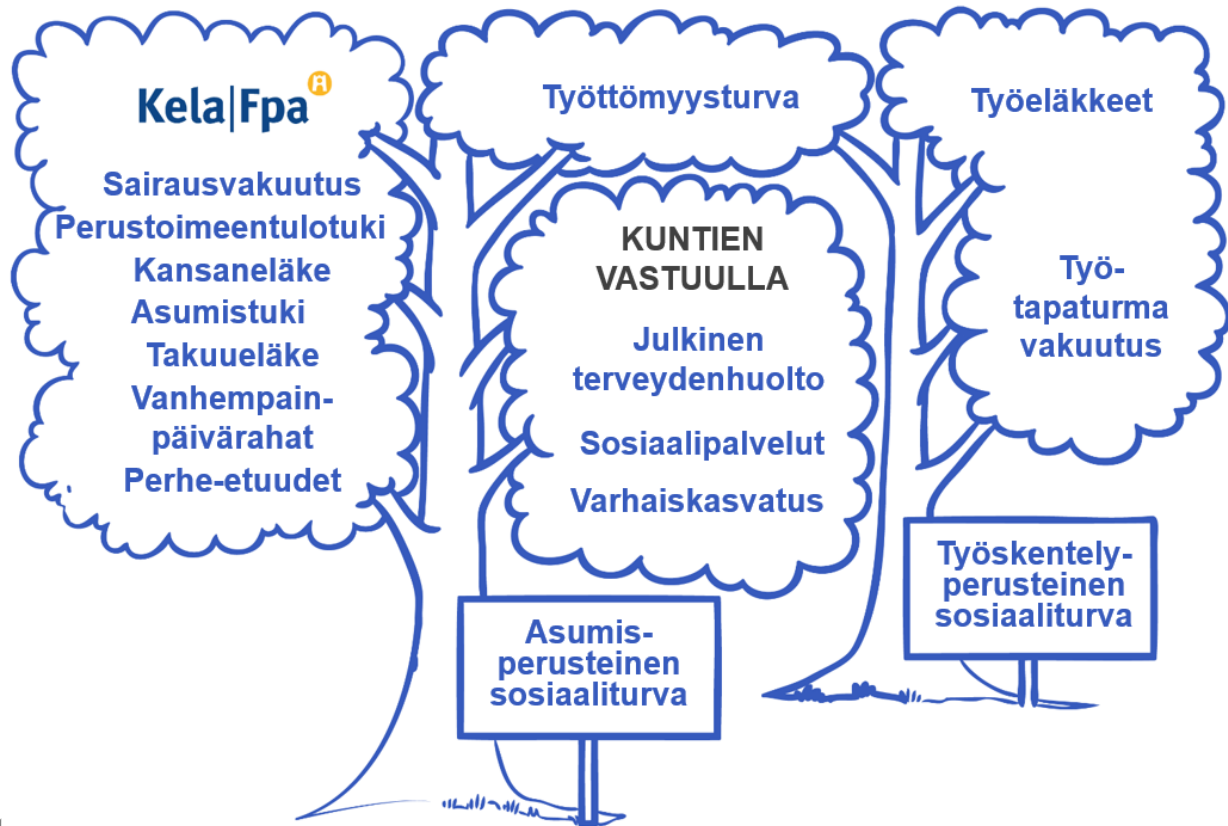 Kela|Fpa
Sairausvakuutus
Perustoimeentulotuki
Kansaneläke
Asumistuki
Takuueläke
Vanhempain-
päivärahat
Perhe-etuudet
Työttömyysturva
KUNTIEN
VASTUULLA
Julkinen
terveydenhuolto
Sosiaalipalvelut
Varhaiskasvatus
Työeläkkeet
Työ-
tapaturma
vakuutus
Asumis-
perusteinen
sosiaaliturva
Työskentely-
perusteinen
sosiaaliturva